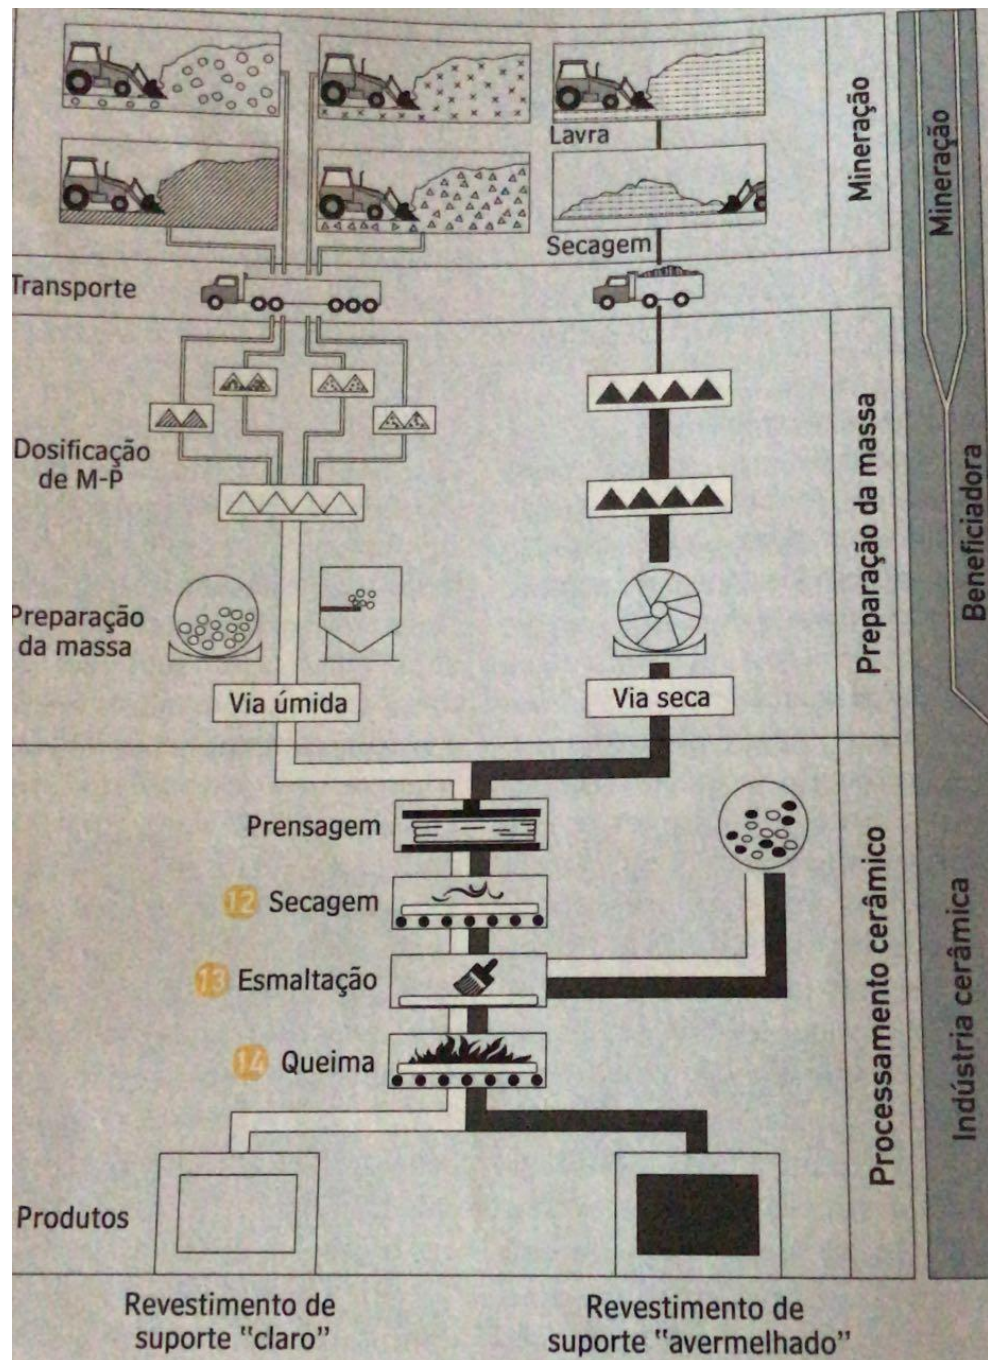 Lavra
Secagem
Mineração
Mineração
Transporte
Dosificação
de M-P
Preparação
da massa
Via úmida
Via seca
Preparação da massa
Beneficiadora
Prensagem
12 Secagem
13 Esmaltação
14 Queima
Produtos
Processamento cerâmico
Indústria cerâmica
Revestimento de
suporte "claro"
Revestimento de
suporte "avermelhado"